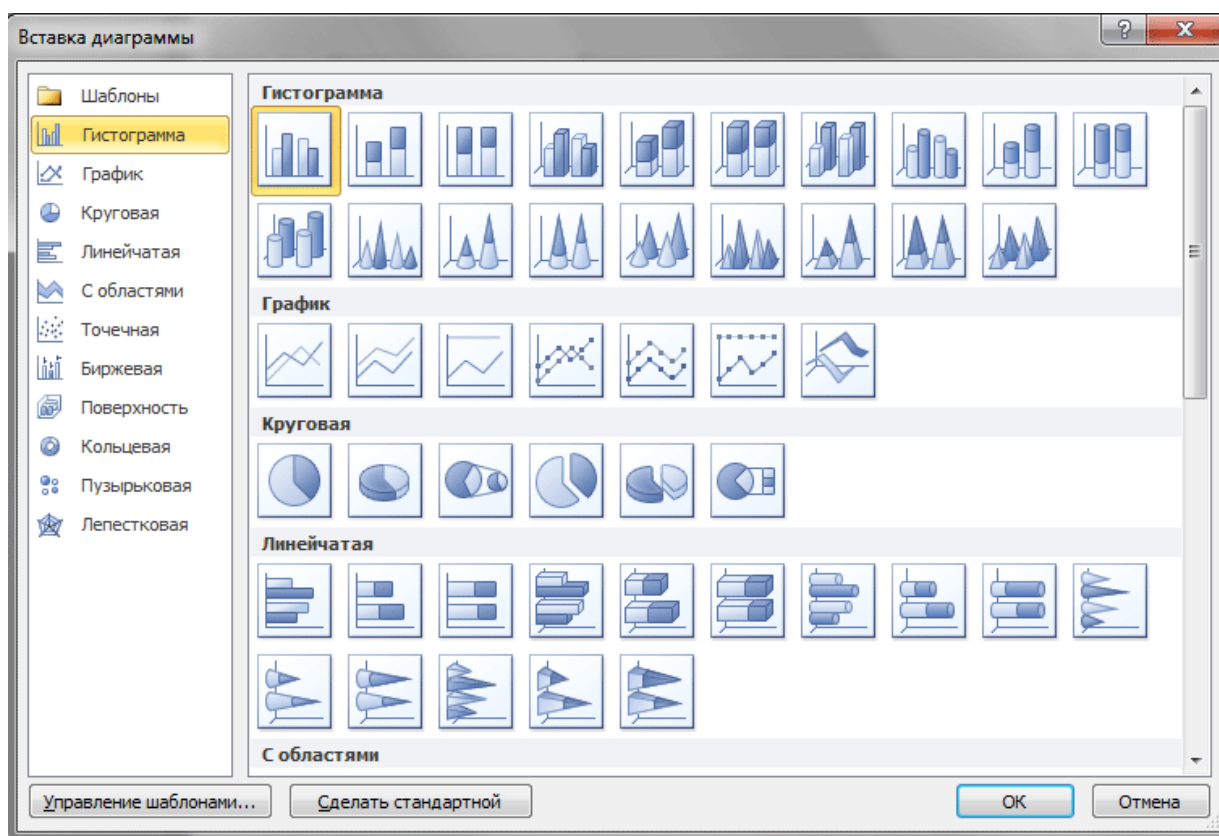 Вставка диаграммы
Шаблоны
Гистограмма
График
Круговая
Линейчатая
С областями
Точечная
Биржевая
Поверхность
Кольцевая
Пузырьковая
Лепестковая
Гистограмма
График
Круговая
Линейчатая
С областями
Управление шаблонами...
Сделать стандартной
ОК
Отмена